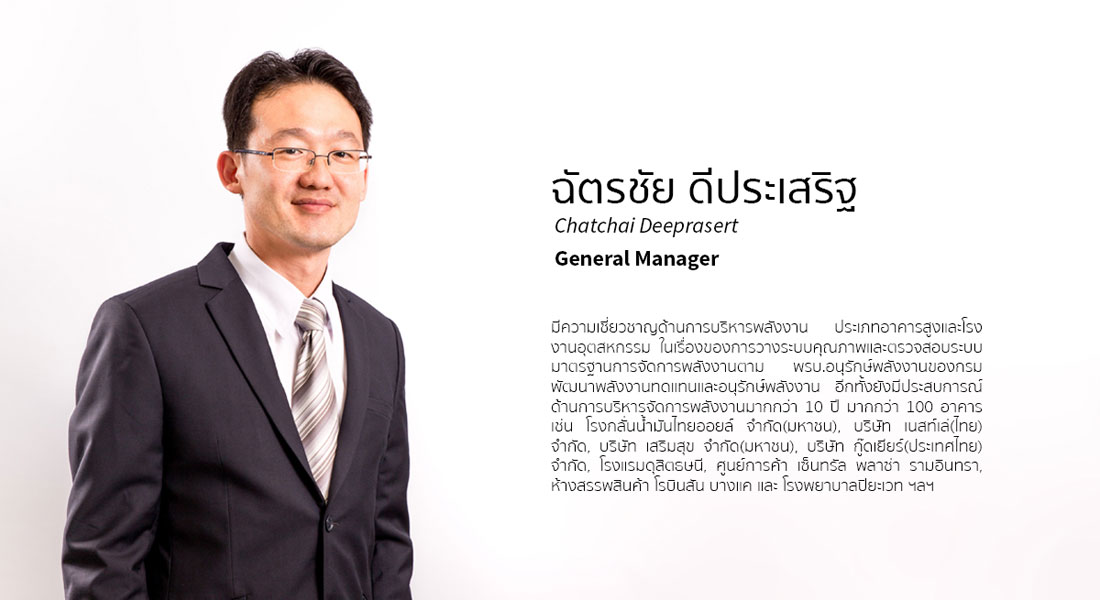 ฉัตรชัย ดีประเสริฐ
Chatchai Deeprasert
General Manager
มีความเชี่ยวชาญด้านการบริหารพลังงาน ประเภทอาคารสูงและโรง
งานอุตสหกรรม ในเรื่องของการวางระบบคุณภาพและตรวจสอบระบบ
มาตรฐานการจัดการพลังงานตาม พรบ.อนุรักษ์พลังงานของกรม
พัฒนาพลังงานทดแทนและอนุรักษ์พลังงาน อีกทั้งยังมีประสบการณ์
ด้านการบริหารจัดการพลังงานมากกว่า 10 ปี มากกว่า 100 อาคาร
เช่น โรงกลั่นน้ำมันไทยออยล์ จำกัด(มหาชน), บริษัท เนสท์เล่(ไทย)
จำกัด, บริษัท เสริมสุข จำกัด(มหาชน), บริษัท กู๊ดเยียร์(ประเทศไทย)
จำกัด, โรงแรมดุสิตธษนี, ศูนย์การค้า เซ็นทรัล พลาซ่า รามอินทรา,
ห้างสรรพสินค้า โรบินสัน บางแค และ โรงพยาบาลปิยะเวท ฯลฯ